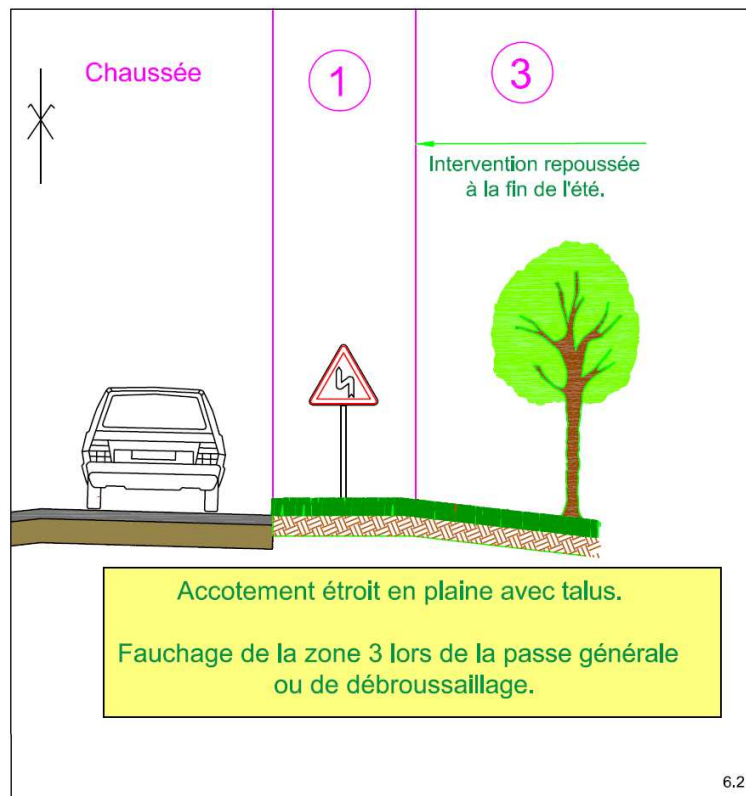 Chaussée
1
3
Intervention repoussée
à la fin de l'été.
Accotement étroit en plaine avec talus.
Fauchage de la zone 3 lors de la passe générale
ou de débroussaillage.
6.2